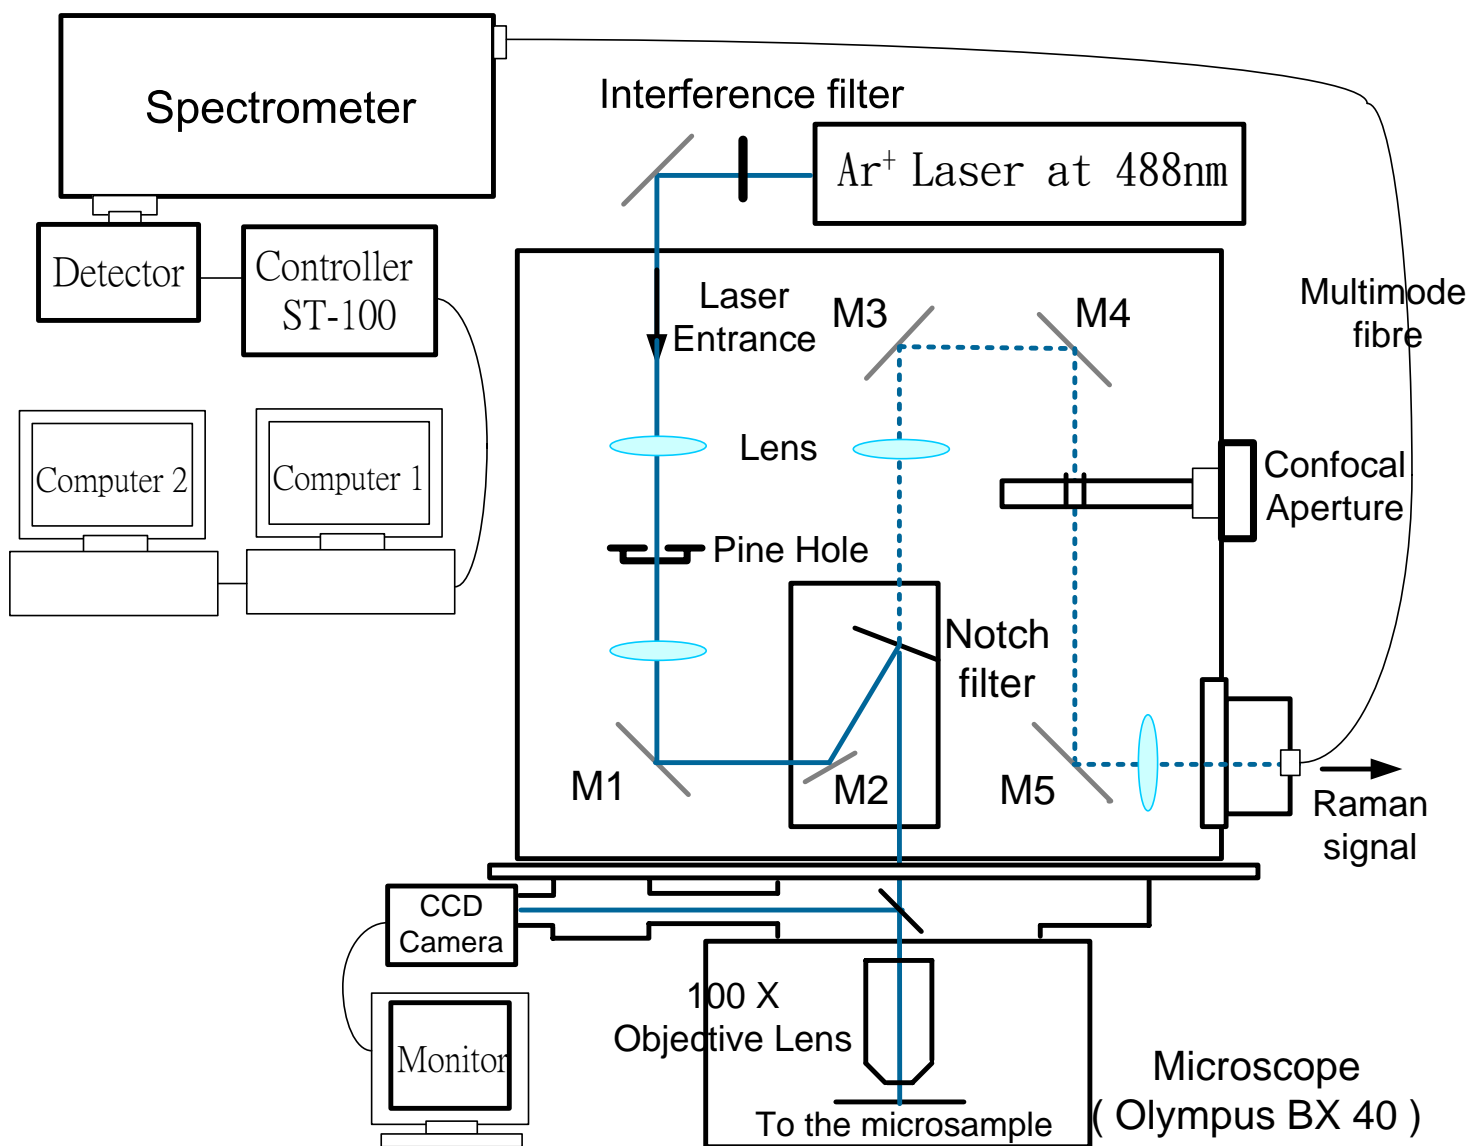 Spectrometer
Interference filter
Ar+ Laser at 488nm
Detector
Controller
ST-100
Laser
Entrance
M3
M4
Multimode
fibre
Computer 2
Computer 1
Lens
Confocal
Aperture
Pine Hole
Notch
filter
M1
M2
M5
Raman
signal
CCD
Camera
100 X
Objective Lens
Monitor
Microscope
( Olympus BX 40 )
To the microsample